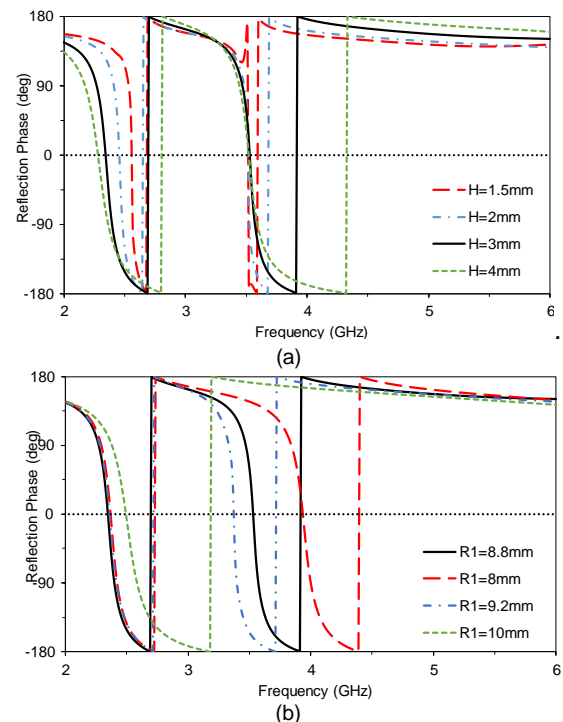 180
90
0
-90
-180
Reflection Phase (deg)
H=1.5mm
H=2mm
H=3mm
H=4mm
2 3 4 5 6
Frequency (GHz)
.
(a)
180
90
0
-90
-180
Reflection Phase (deg)
R1=8.8mm
R1=8mm
R1=9.2mm
R1=10mm
2 3 4 5 6
Frequency (GHz)
(b)